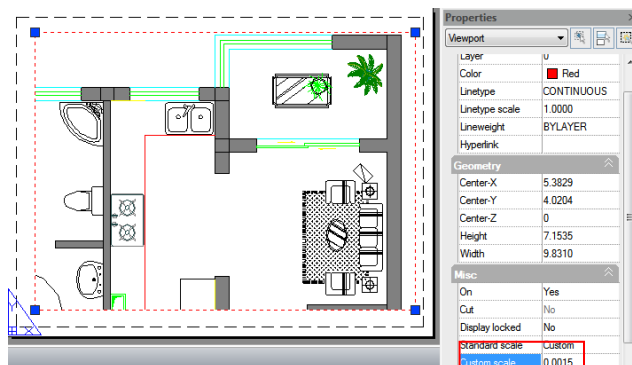 Properties
Viewport
Layer 0
Color Red
Linetype CONTINUOUS
Linetype scale 1.0000
Lineweight BYLAYER
Hyperlink
Geometry
Center-X 5.3829
Center-Y 4.0204
Center-Z 0
Height 7.1535
Width 9.8310
Misc
On Yes
Cut No
Display locked No
Standard scale Custom
Custom scale 0.0015